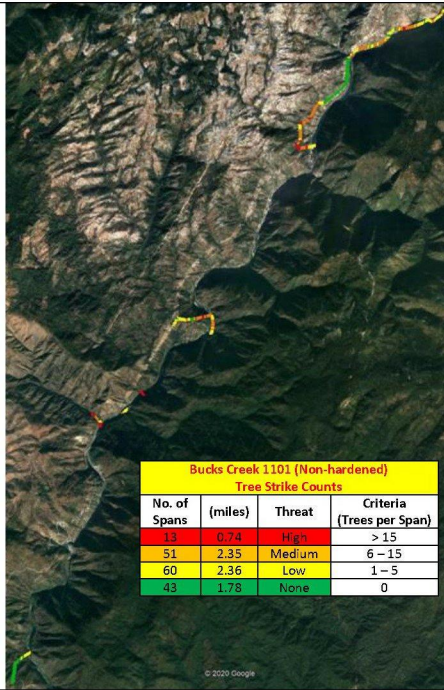 Bucks Creek 1101 (Non-hardened)
Tree Strike Counts
No. of Spans (miles) Threat Criteria (Trees per Span)
13 0.74 High > 15
51 2.35 Medium 6 – 15
60 2.36 Low 1 – 5
43 1.78 None 0
© 2020 Google